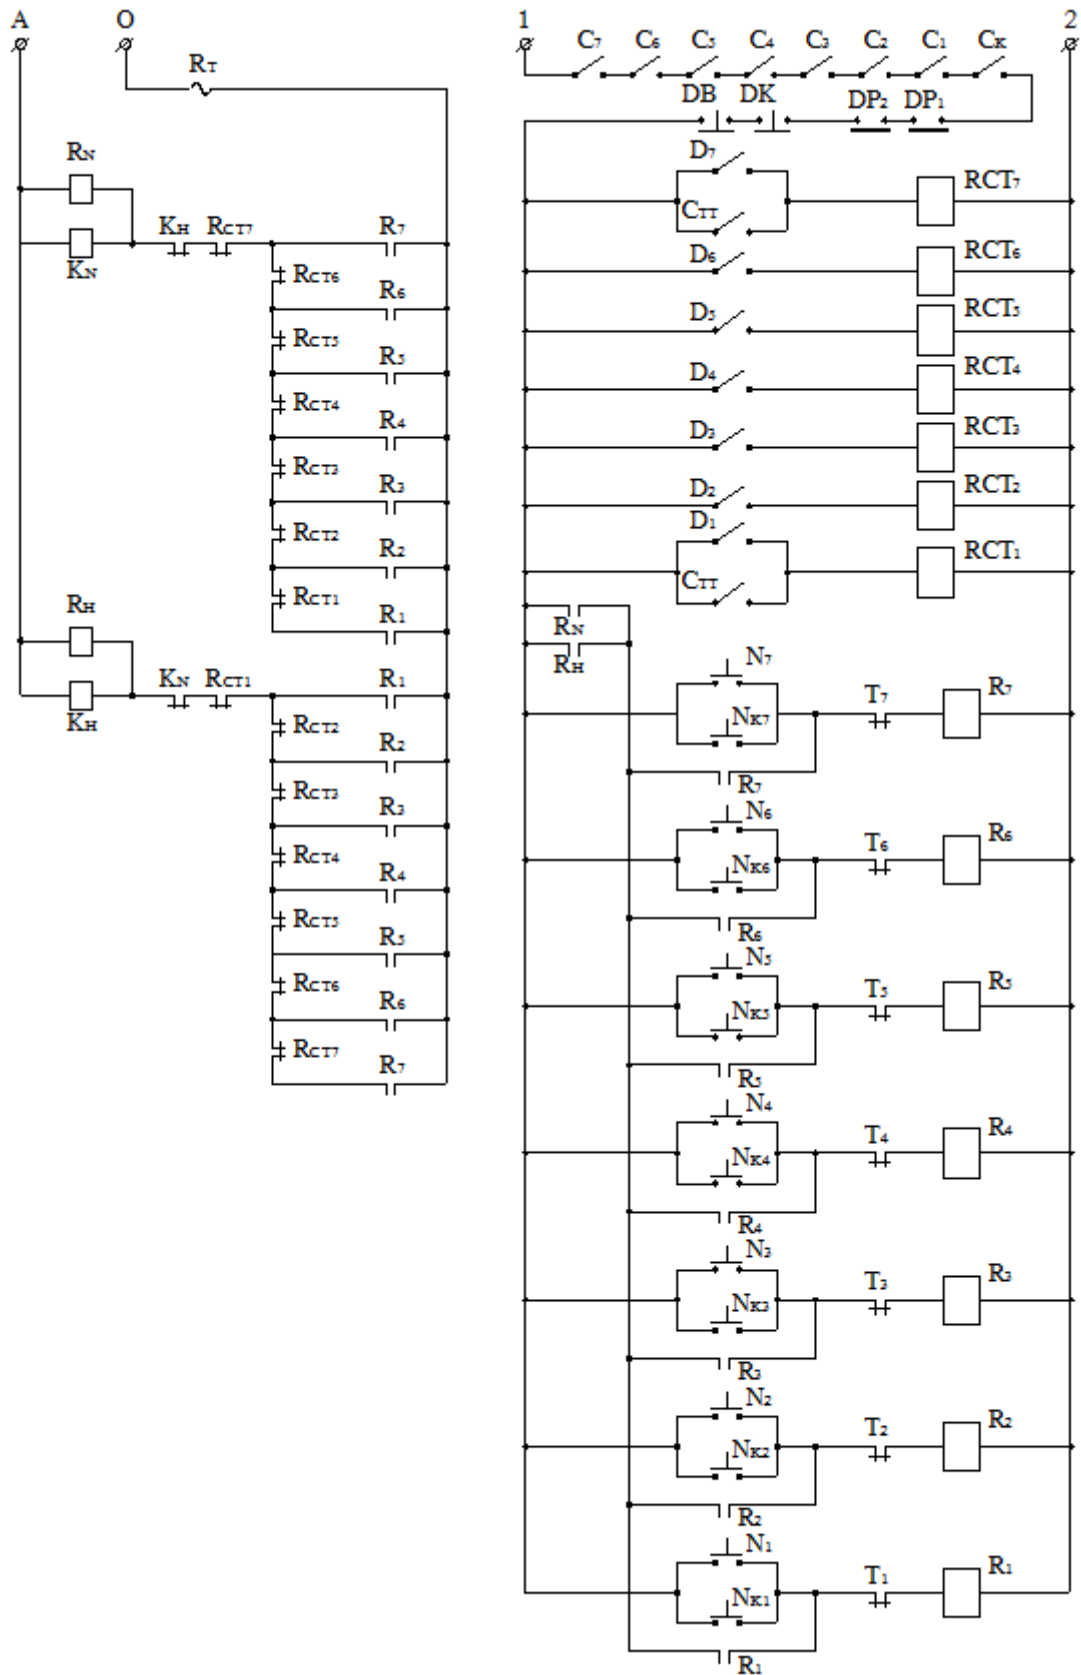 A O 1 2
C7 C6 C5 C4 C3 C2 C1 CK
RT
DB DK DP2 DP1
RN
D7
RCT7
CTT
KH RCT7 R7
KN
D6 RCT6
RCT6 R6
D5 RCT5
RCT5 R5
D4 RCT4
RCT4 R4
D3 RCT3
RCT3 R3
D2 RCT2
RCT2 R2
D1 RCT1
CTT
RCT1 R1
RH
RN
RH
KN RCT1 R1
KH
N7
T7 R7
NK7
RCT2 R2
R7
RCT3 R3
N6
T6 R6
NK6
RCT4 R4
R6
RCT5 R5
N5
T5 R5
NK5
RCT6 R6
R5
RCT7 R7
N4
T4 R4
NK4
R4
N3
T3 R3
NK3
R3
N2
T2 R2
NK2
R2
N1
T1 R1
NK1
R1